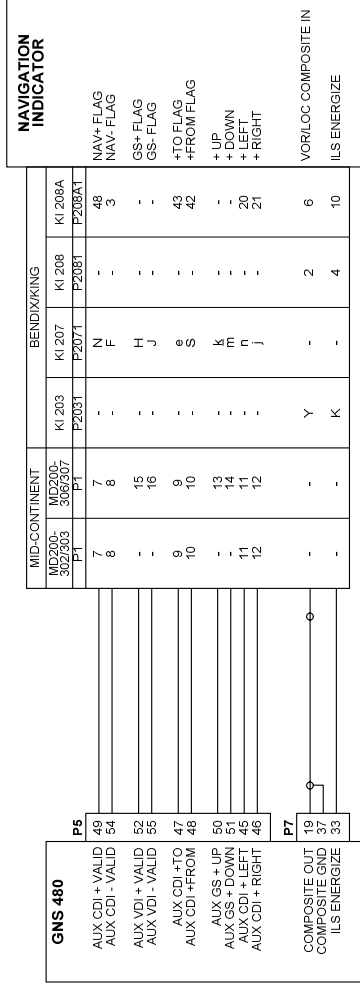 GNS 480
P5
MID-CONTINENT
BENDIX/KING
NAVIGATION
INDICATOR
MD200-
302/303
MD200-
306/307
KI 203
KI 207
KI 208
KI 208A
P1
P1
P2031
P2071
P2081
P208A1
AUX CDI + VALID 49 7 7 - N - 48 NAV+ FLAG
AUX CDI - VALID 54 8 8 - F - 3 NAV- FLAG
AUX VDI + VALID 52 - 15 - H - - GS+ FLAG
AUX VDI - VALID 55 - 16 - J - - GS- FLAG
AUX CDI +TO 47 9 9 - e - 43 +TO FLAG
AUX CDI +FROM 48 10 10 - S - 42 +FROM FLAG
AUX GS + UP 50 - 13 - k - - + UP
AUX GS + DOWN 51 - 14 - m - - + DOWN
AUX CDI + LEFT 45 11 11 - n - 20 + LEFT
AUX CDI + RIGHT 46 12 12 - j - 21 + RIGHT
P7
COMPOSITE OUT 19 - - Y - 2 6 VOR/LOC COMPOSITE IN
COMPOSITE GND 37
ILS ENERGIZE 33 - - K - 4 10 ILS ENERGIZE